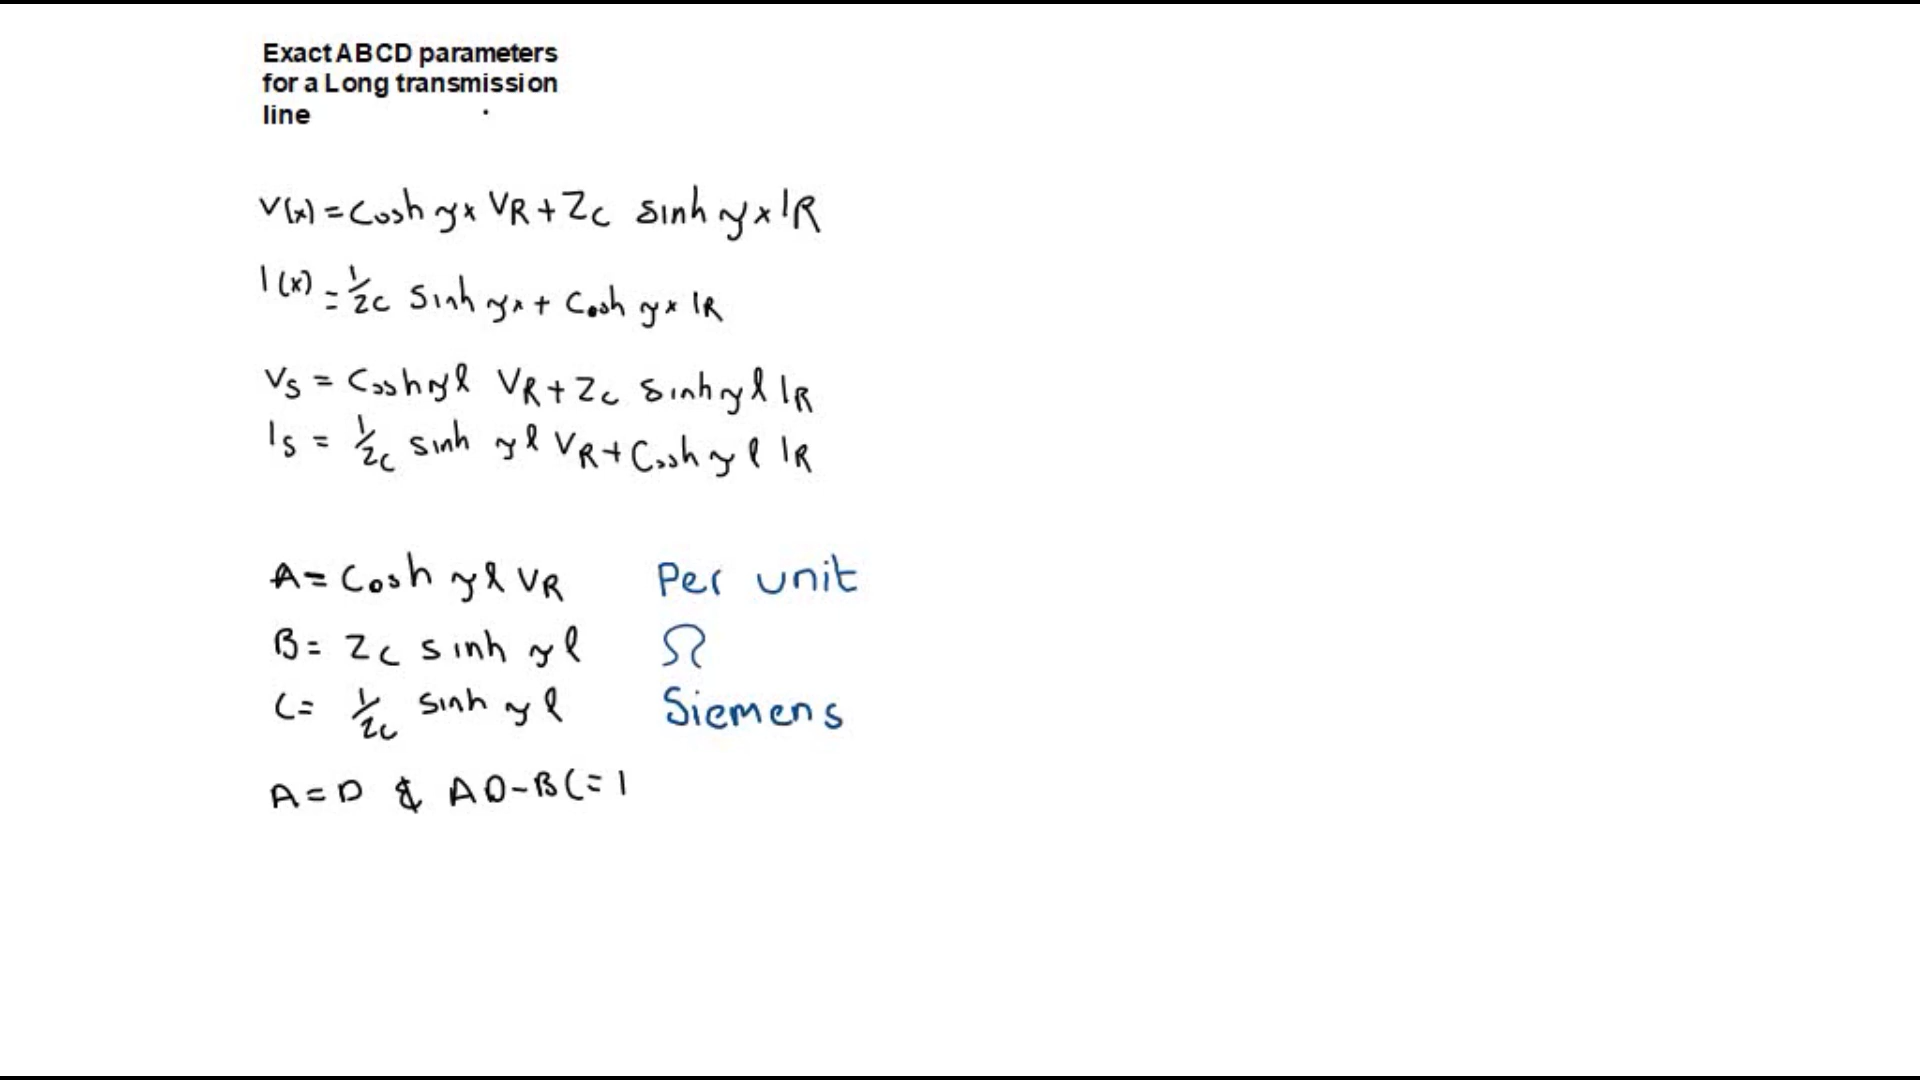 Exact ABCD parameters
for a Long transmission
line
V(x) = Cosh γx VR + Zc sinh γx IR
I(x) = 1/Zc Sinh γx + Cosh γx IR
Vs = Cosh γl VR + Zc sinh γl IR
Is = 1/Zc sinh γl VR + Cosh γl IR
A = Cosh γl VR Per unit
B = Zc sinh γl Ω
C = 1/Zc sinh γl Siemens
A = D & AD - BC = 1